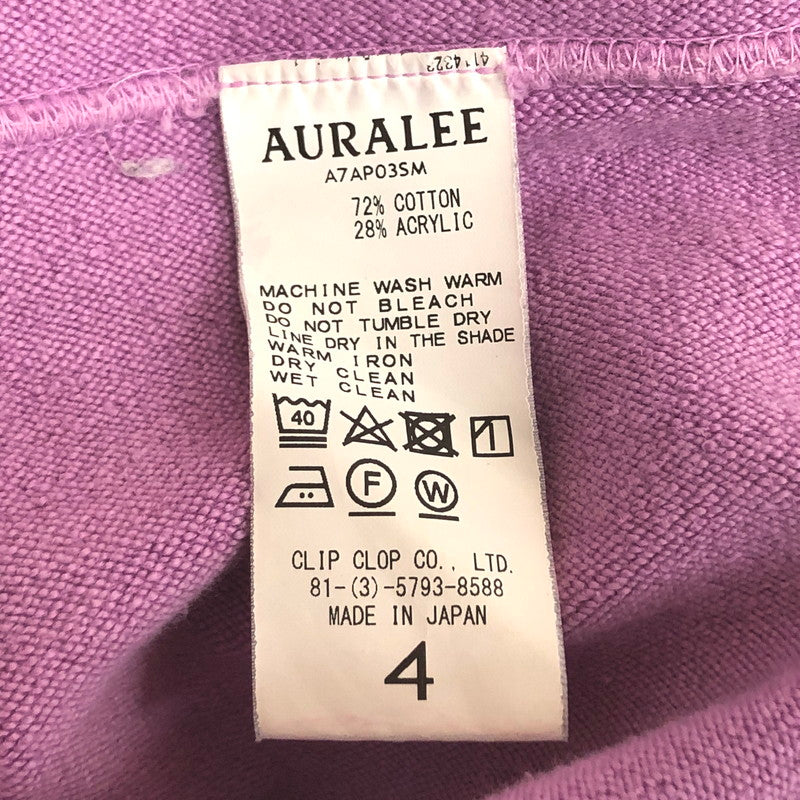 AURALEE
A7AP03SM
72% COTTON
28% ACRYLIC
MACHINE WASH WARM
DO NOT BLEACH
DO NOT TUMBLE DRY
LINE DRY IN THE SHADE
WARM IRON
DRY CLEAN
WET CLEAN
40
F W
CLIP CLOP CO., LTD.
81-(3)-5793-8588
MADE IN JAPAN
4